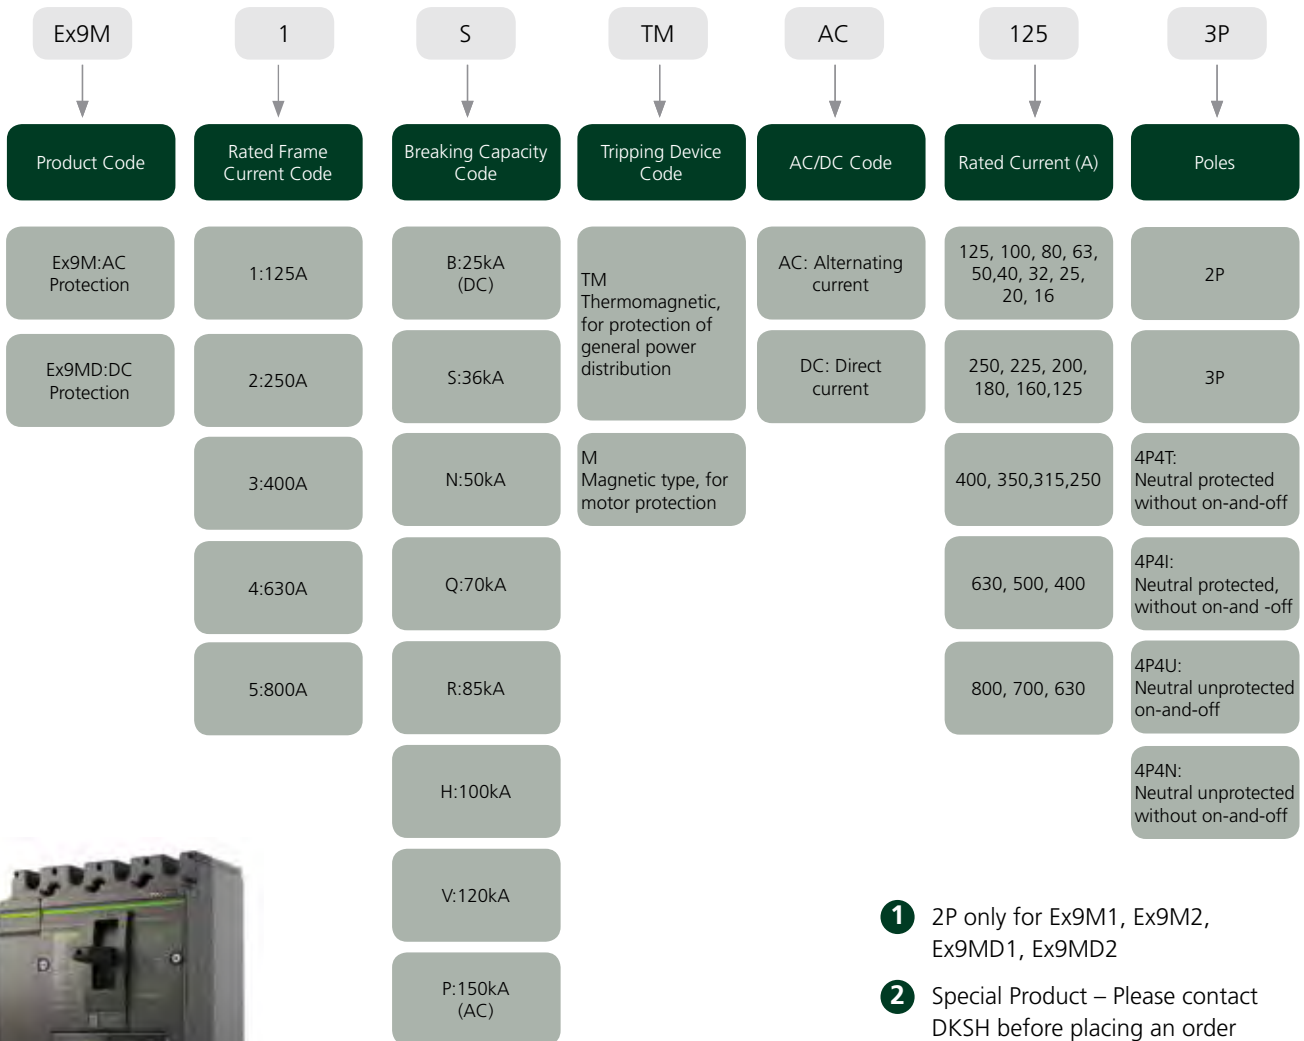 Ex9M
1
S
TM
AC
125
3P
Product Code
Rated Frame
Current Code
Breaking Capacity
Code
Tripping Device
Code
AC/DC Code
Rated Current (A)
Poles
Ex9M:AC
Protection
Ex9MD:DC
Protection
1:125A
2:250A
3:400A
4:630A
5:800A
B:25kA
(DC)
S:36kA
N:50kA
Q:70kA
R:85kA
H:100kA
V:120kA
P:150kA
(AC)
TM
Thermomagnetic,
for protection of
general power
distribution
M
Magnetic type, for
motor protection
AC: Alternating
current
DC: Direct
current
125, 100, 80, 63,
50,40, 32, 25,
20, 16
250, 225, 200,
180, 160,125
400, 350,315,250
630, 500, 400
800, 700, 630
2P
3P
4P4T:
Neutral protected
without on-and-off
4P4I:
Neutral protected,
without on-and -off
4P4U:
Neutral unprotected
on-and-off
4P4N:
Neutral unprotected
without on-and-off
1 2P only for Ex9M1, Ex9M2,
Ex9MD1, Ex9MD2
2 Special Product – Please contact
DKSH before placing an order